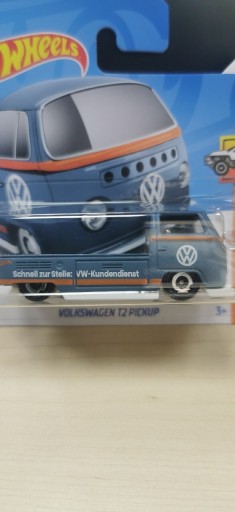 WHEELS
Schnell zur Stelle: VW-Kundendienst
VOLKSWAGEN T2 PICKUP
3+